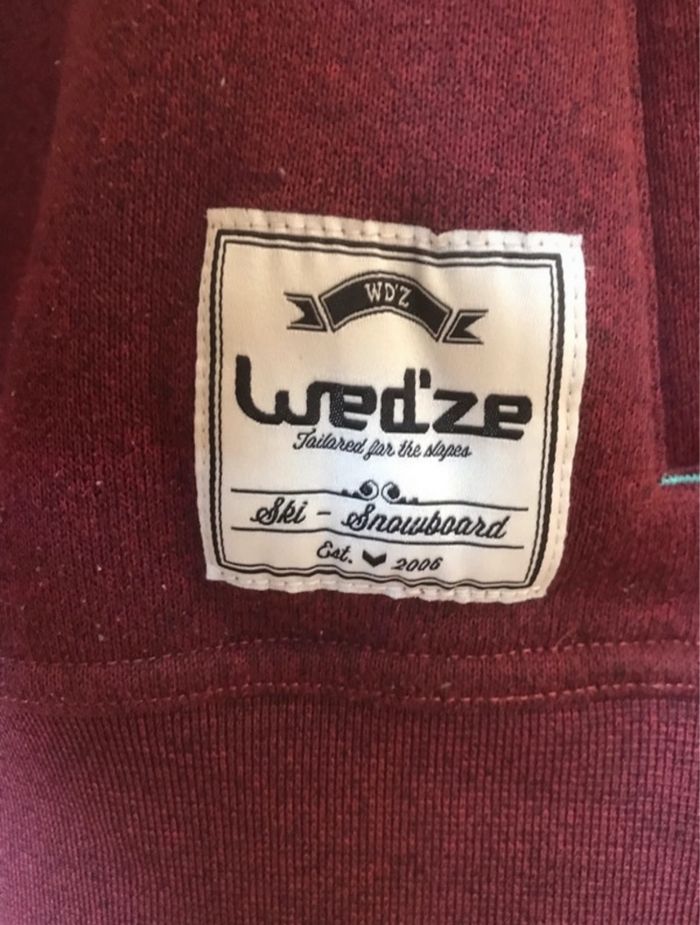 WD'Z
Wed'ze
Tailored for the slopes
Ski - Snowboard
Est. 2006